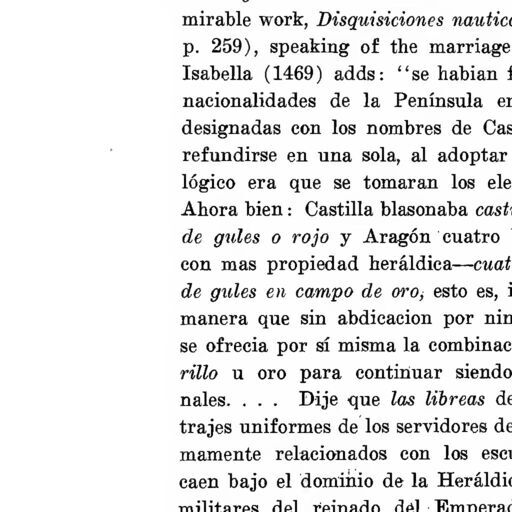 mirable work, Disquisiciones nautic
p. 259), speaking of the marriage
Isabella (1469) adds: "se habian
nacionalidades de la Península
designadas con los nombres de Cas
refundirse en una sola, al adoptar
lógico era que se tomaran los ele
Ahora bien: Castilla blasonaba cast
de gules o rojo y Aragón cuatro
con mas propiedad heráldica—cuat
de gules en campo de oro, esto es,
manera que sin abdicacion por nin
se ofrecia por sí misma la combinac
rillo u oro para continuar siendo
nales. . . . Dije que las libreas de
trajes uniformes de los servidores de
mamente relacionados con los escu
caen bajo el dominio de la Heráldic
militares del reinado del Emperad